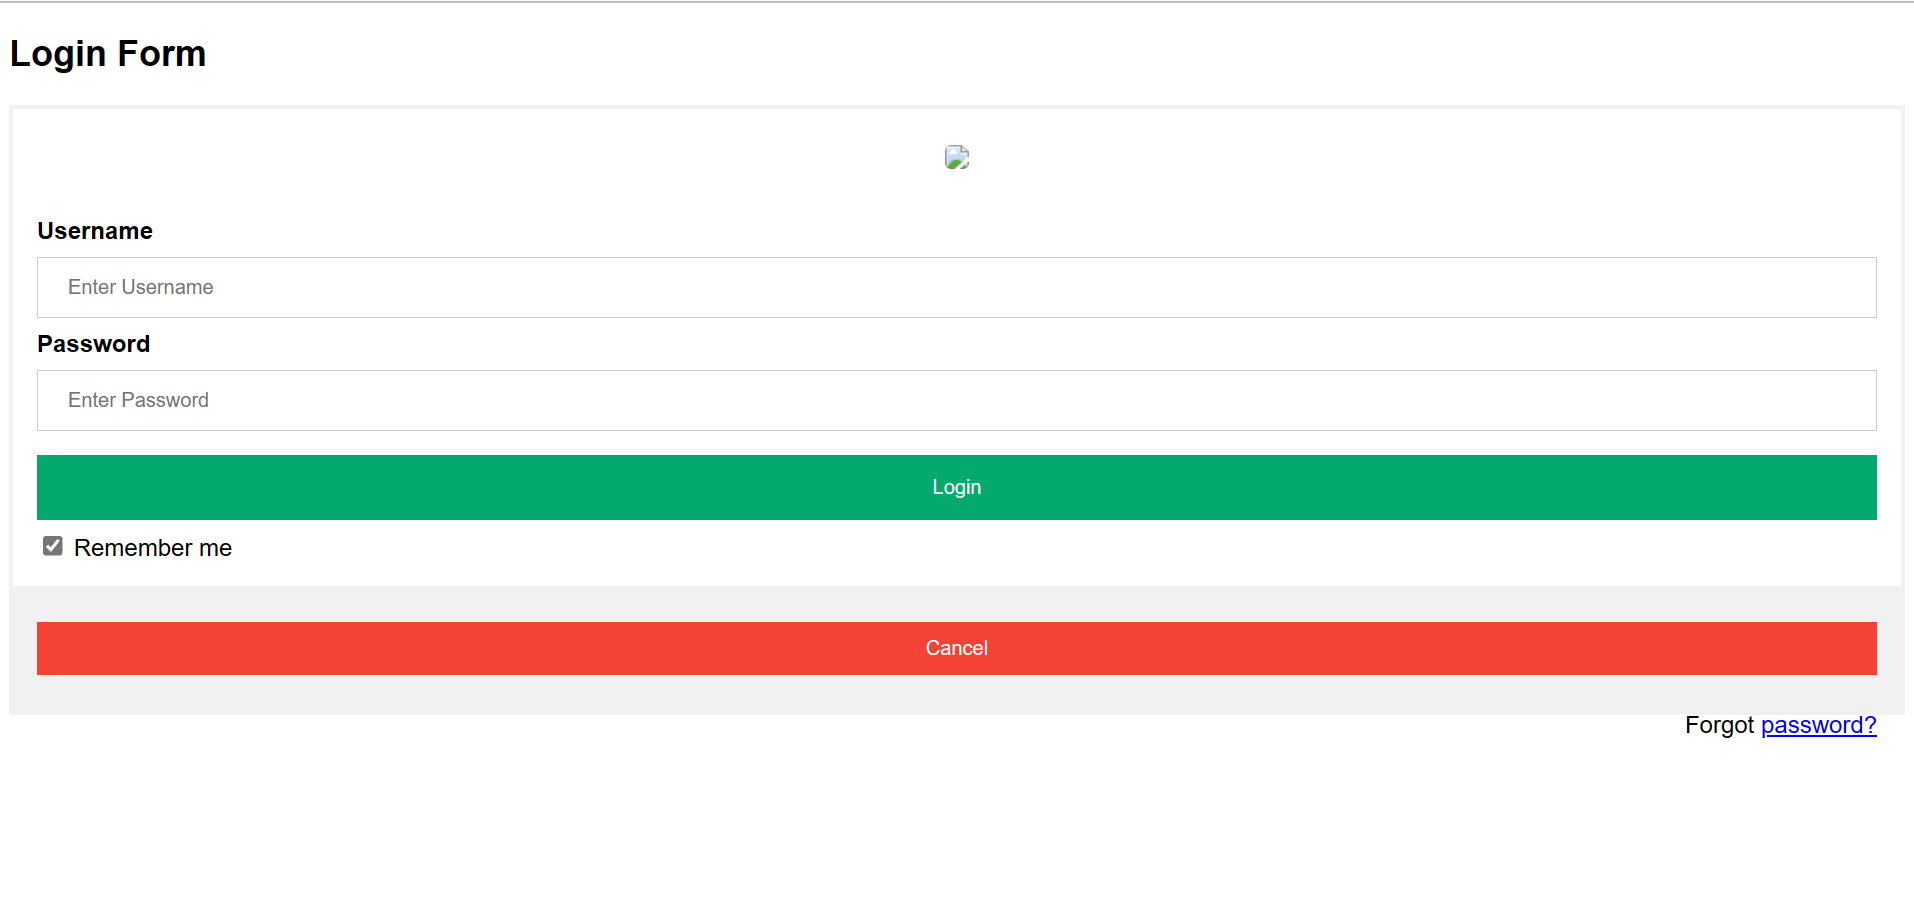 Login Form
Username
Enter Username
Password
Enter Password
Login
Remember me
Cancel
Forgot password?